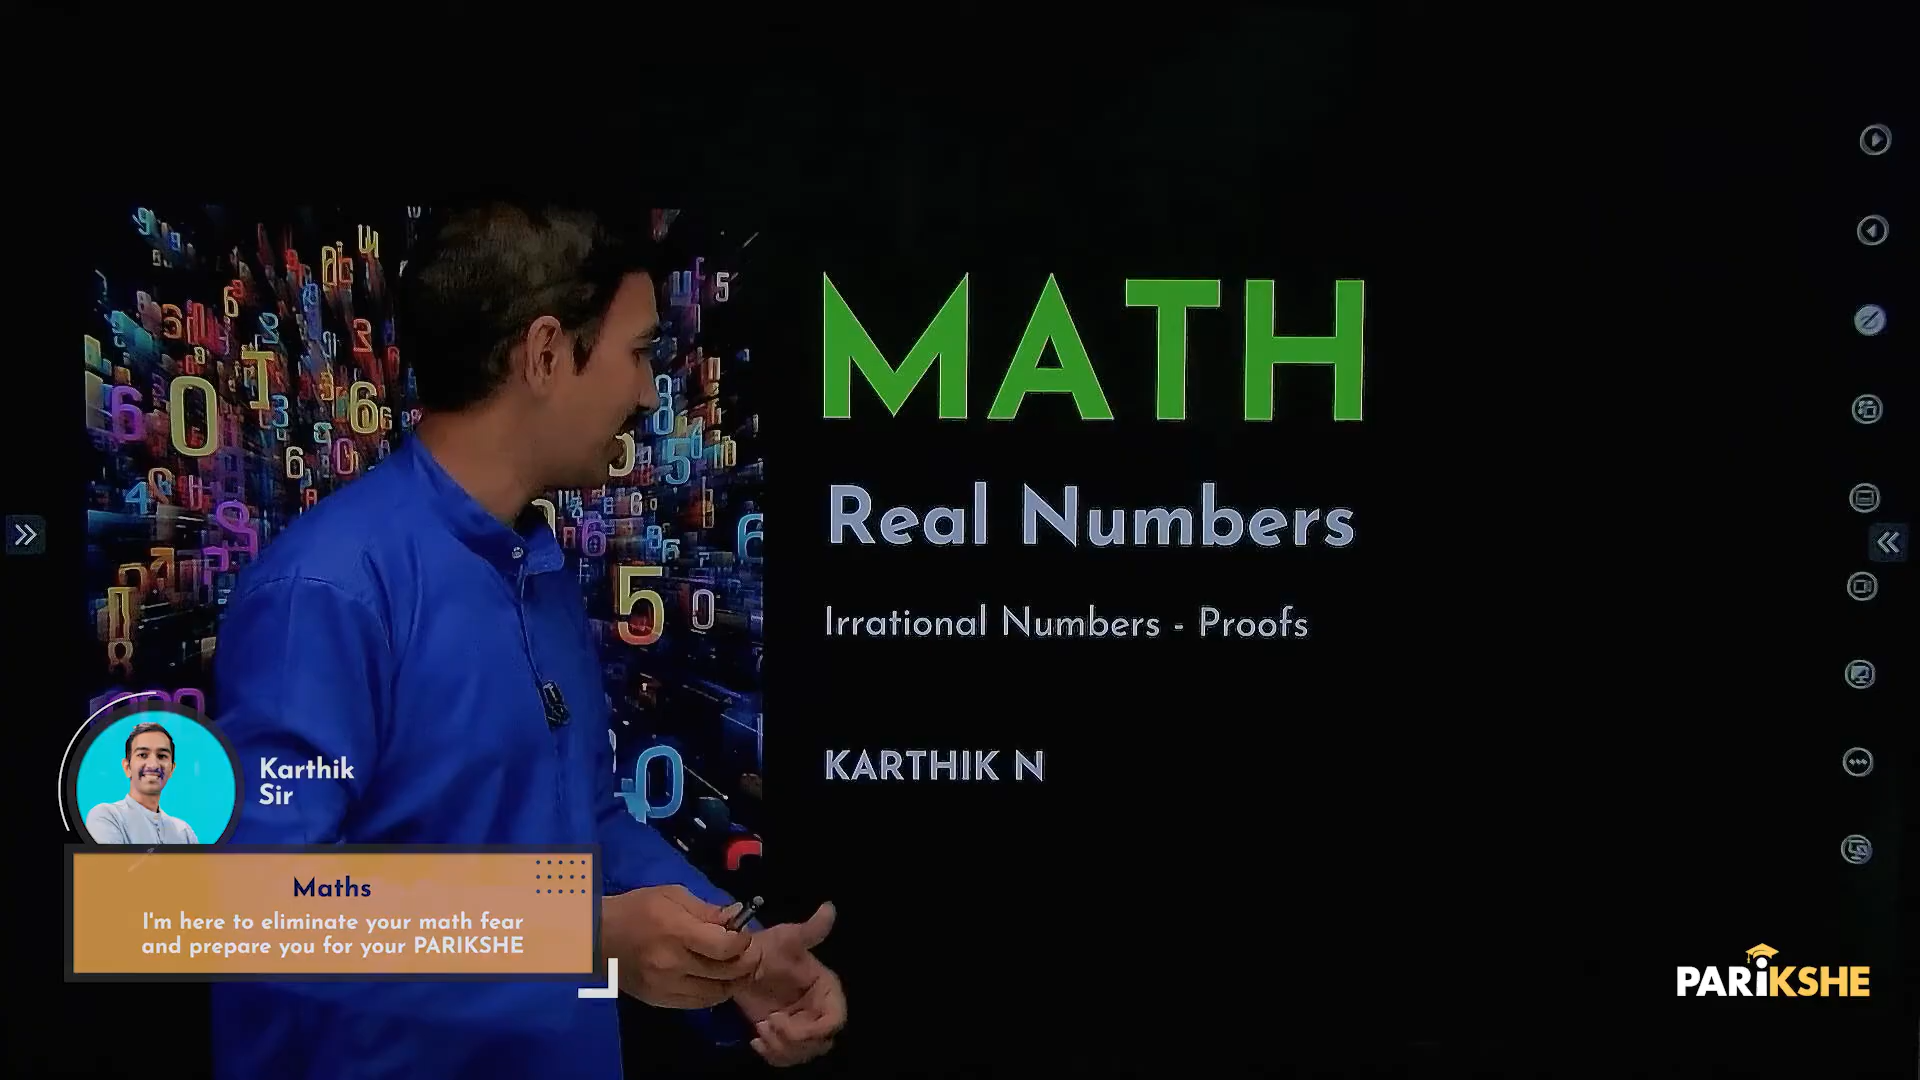 MATH
Real Numbers
Irrational Numbers - Proofs
KARTHIK N
Karthik
Sir
Maths
I'm here to eliminate your math fear
and prepare you for your PARIKSHE
PARIKSHE